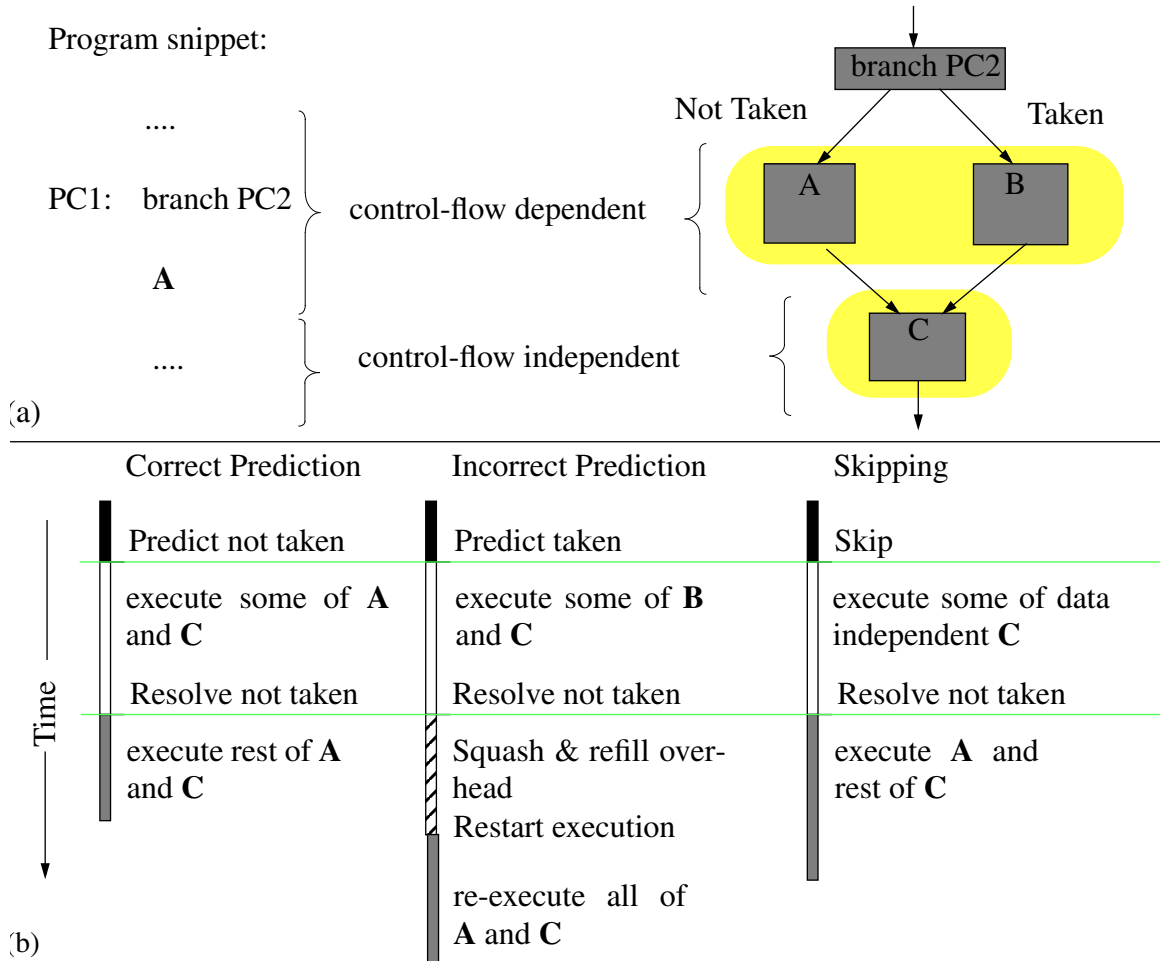 Program snippet:
branch PC2
Not Taken
Taken
....
PC1: branch PC2
control-flow dependent
A
B
A
C
....
control-flow independent
(a)
Correct Prediction
Incorrect Prediction
Skipping
Time
Predict not taken
execute some of A
and C
Resolve not taken
execute rest of A
and C
Predict taken
execute some of B
and C
Resolve not taken
Squash & refill over-
head
Restart execution
re-execute all of
A and C
Skip
execute some of data
independent C
Resolve not taken
execute A and
rest of C
(b)